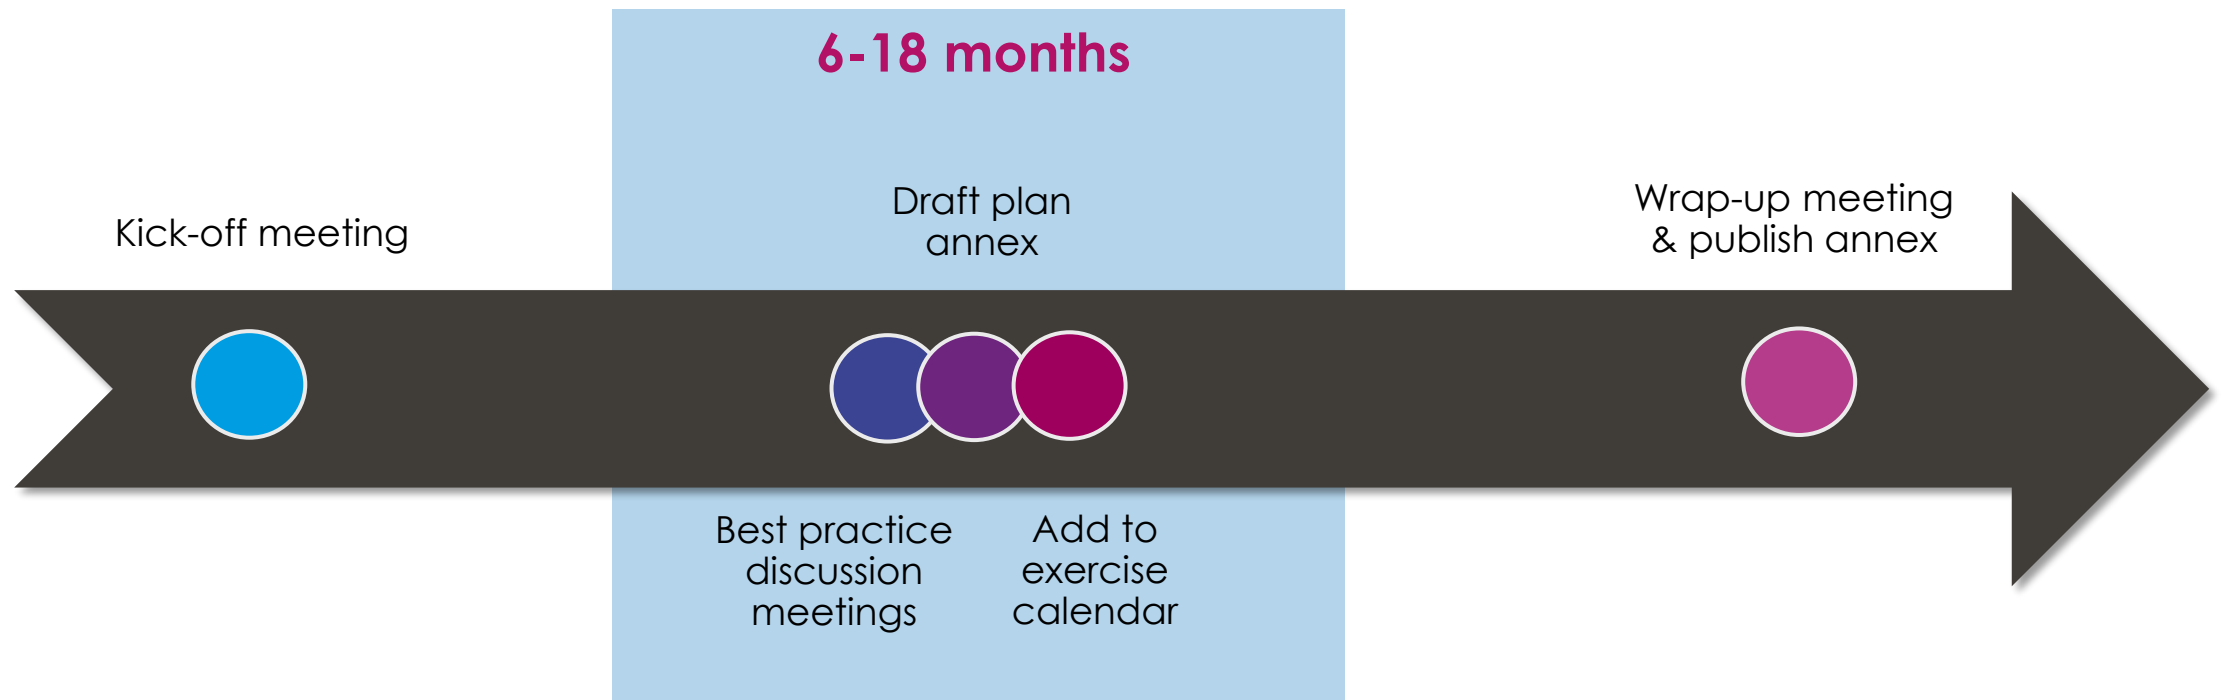 6-18 months
Kick-off meeting
Draft plan
annex
Wrap-up meeting
& publish annex
Best practice
discussion
meetings
Add to
exercise
calendar